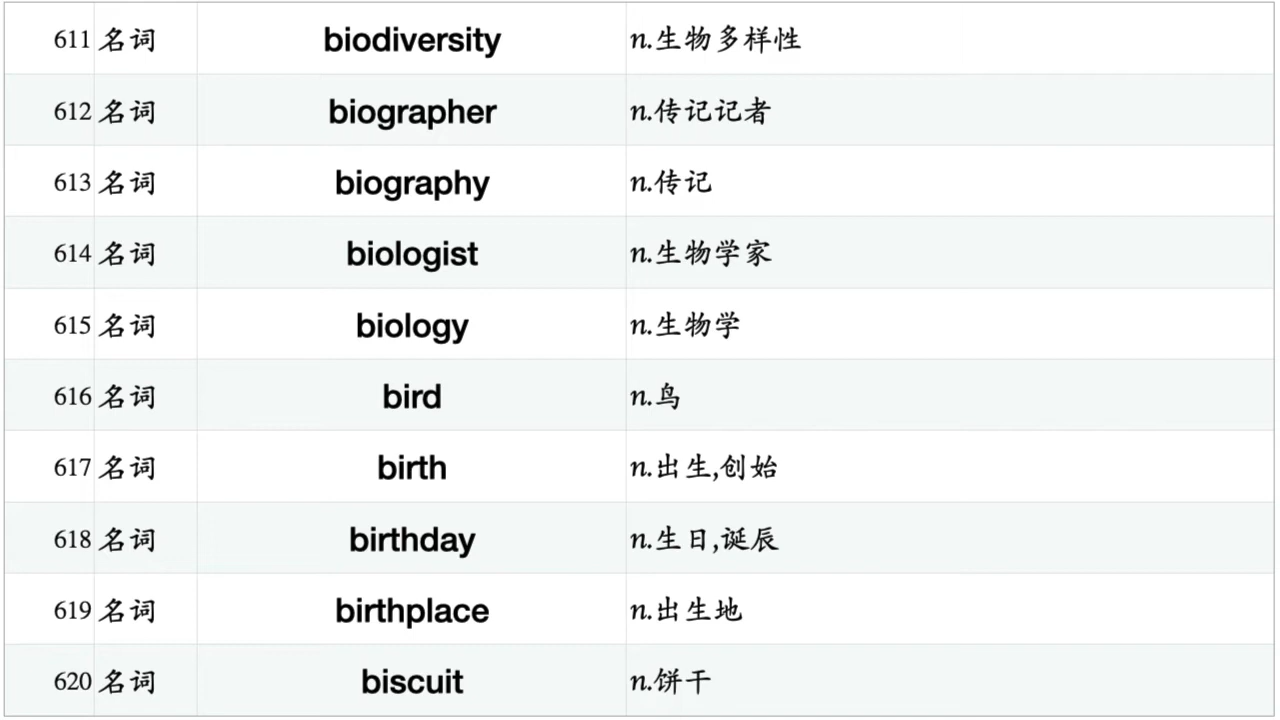 611 名词 biodiversity n.生物多样性
612 名词 biographer n.传记记者
613 名词 biography n.传记
614 名词 biologist n.生物学家
615 名词 biology n.生物学
616 名词 bird n.鸟
617 名词 birth n.出生,创始
618 名词 birthday n.生日,诞辰
619 名词 birthplace n.出生地
620 名词 biscuit n.饼干